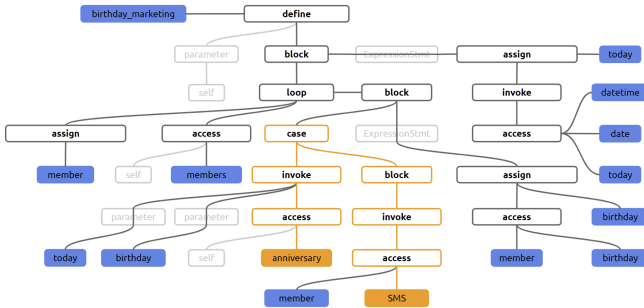 birthday_marketing define
parameter block ExpressionStmt assign today
self loop block invoke datetime
assign access case ExpressionStmt access date
member self members invoke block assign today
parameter parameter access invoke access birthday
today birthday self anniversary access member birthday
member SMS